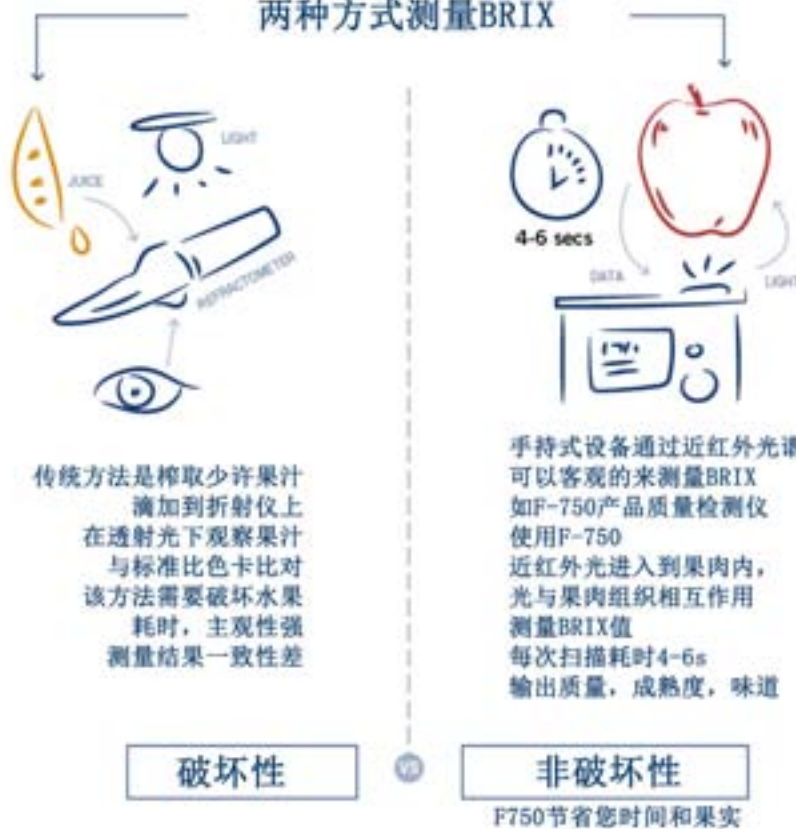 两种方式测量BRIX
LIGHT
JUICE
REFRACTOMETER
传统方法是榨取少许果汁
滴加到折射仪上
在透射光下观察果汁
与标准比色卡比对
该方法需要破坏水果
耗时，主观性强
测量结果一致性差
破坏性
VS
4-6 secs
DATA
LIGHT
手持式设备通过近红外光谱
可以客观的来测量BRIX
如F-750产品质量检测仪
使用F-750
近红外光进入到果肉内，
光与果肉组织相互作用
测量BRIX值
每次扫描耗时4-6s
输出质量，成熟度，味道
非破坏性
F750节省您时间和果实